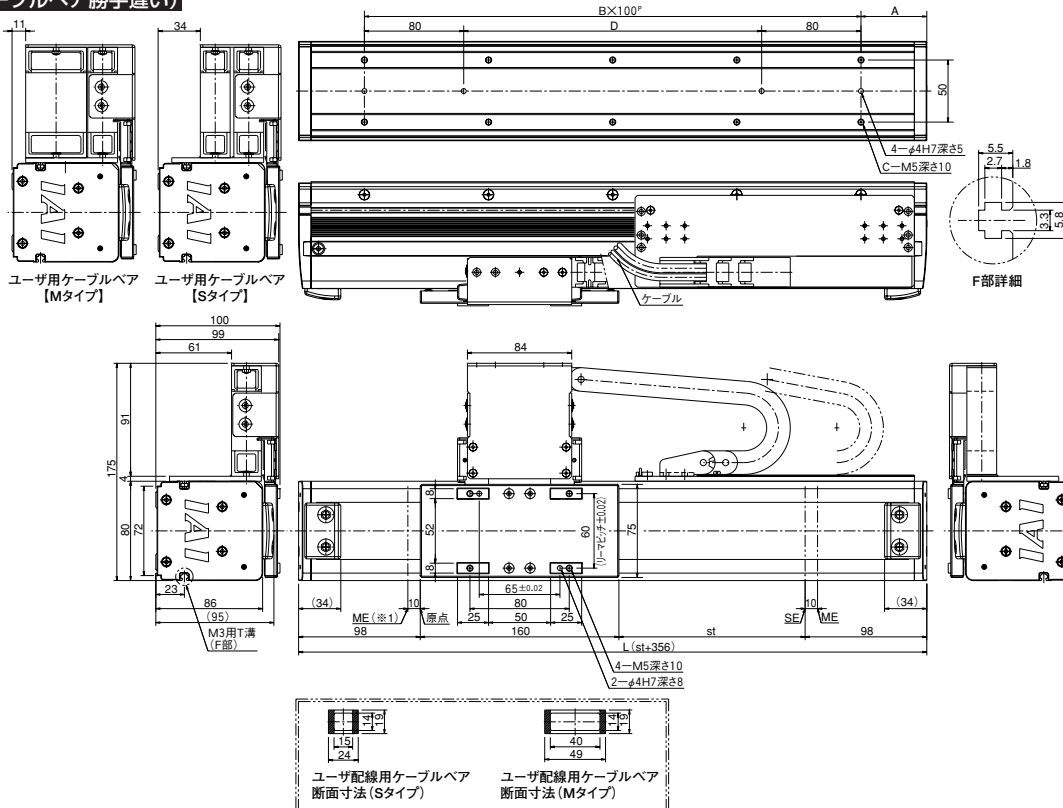 ーブルベア勝手違い)
11
34
B×100P
A
80
D
80
50
4−φ4H7深さ5
C−M5深さ10
5.5
2.7
1.8
3.3
5.8
F部詳細
IAI
IAI
ユーザ用ケーブルベア
【Mタイプ】
ユーザ用ケーブルベア
【Sタイプ】
ケーブル
100
99
61
84
91
175
4
80
72
IAI
23
86
(95)
M3用T溝
(F部)
8
52
8
60
(リーマピッチ±0.02)
75
65±0.02
80
25
50
25
(34)
ME(※1)
10
原点
SE
10
ME
(34)
98
160
st
98
L(st+356)
4−M5深さ10
2−φ4H7深さ8
IAI
14
19
15
24
14
19
40
49
ユーザ配線用ケーブルベア
断面寸法(Sタイプ)
ユーザ配線用ケーブルベア
断面寸法(Mタイプ)